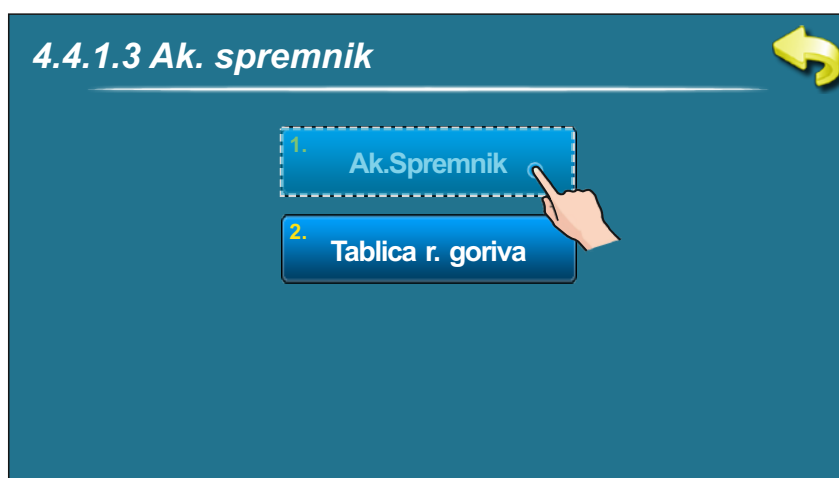 4.4.1.3 Ak. spremnik
1.
Ak.Spremnik
2.
Tablica r. goriva